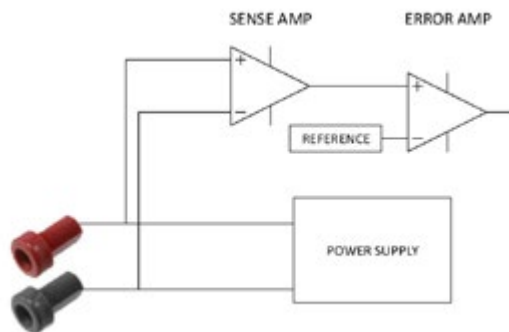 SENSE AMP
ERROR AMP
+
+
−
REFERENCE
−
POWER SUPPLY